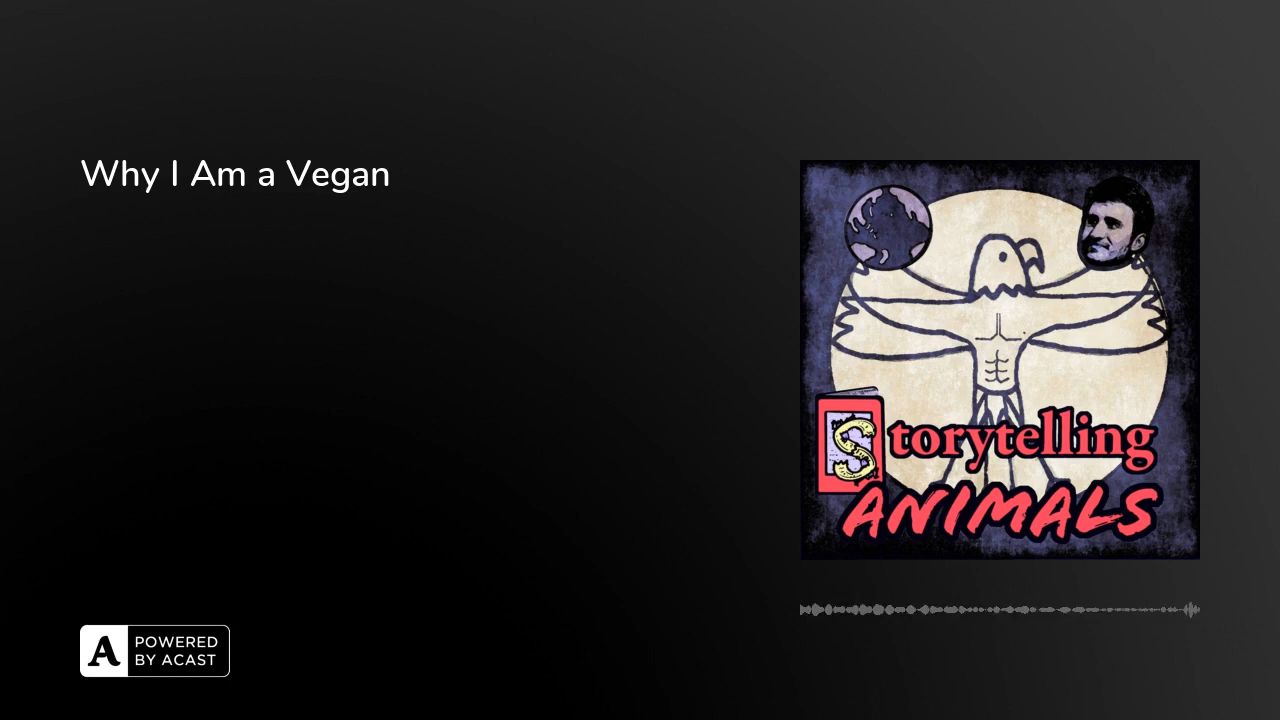 Why I Am a Vegan
Storytelling
ANIMALS
A POWERED
BY ACAST